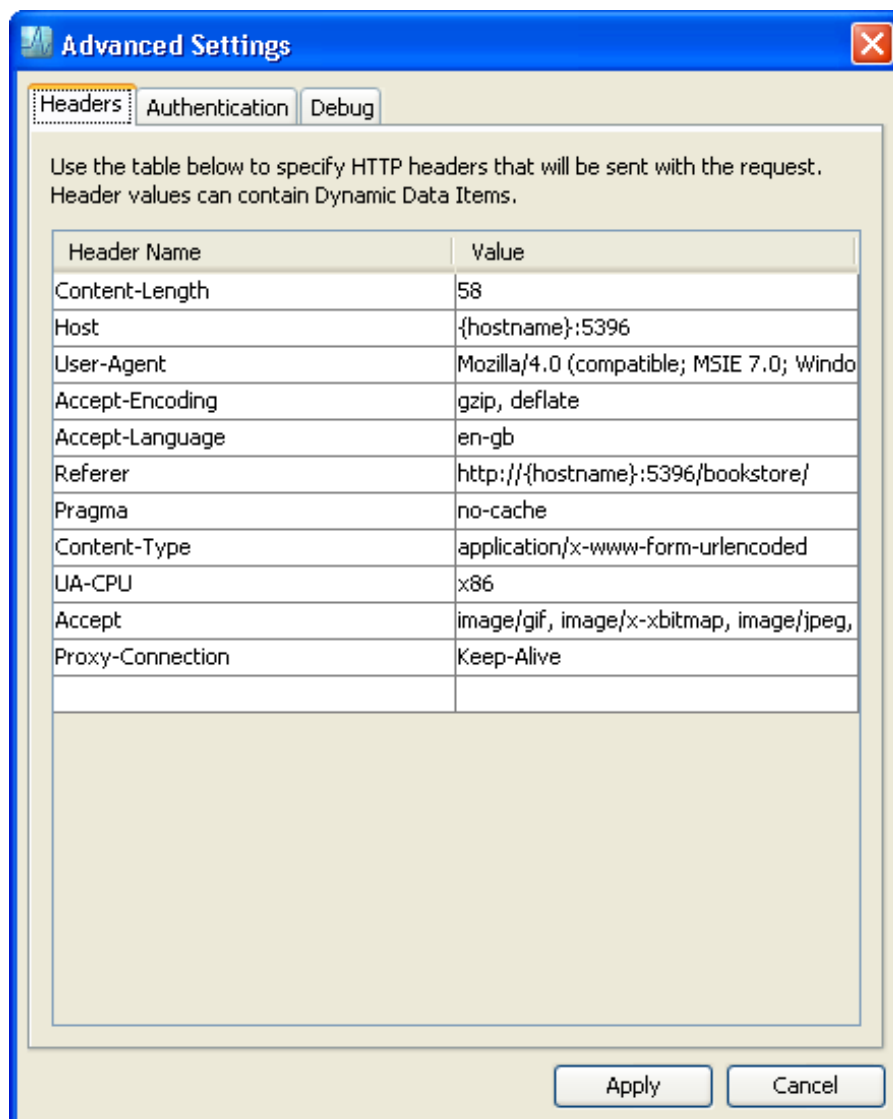 Advanced Settings
Headers Authentication Debug
Use the table below to specify HTTP headers that will be sent with the request.
Header values can contain Dynamic Data Items.
Header Name Value
Content-Length 58
Host {hostname}:5396
User-Agent Mozilla/4.0 (compatible; MSIE 7.0; Windo
Accept-Encoding gzip, deflate
Accept-Language en-gb
Referer http://{hostname}:5396/bookstore/
Pragma no-cache
Content-Type application/x-www-form-urlencoded
UA-CPU x86
Accept image/gif, image/x-xbitmap, image/jpeg,
Proxy-Connection Keep-Alive
Apply Cancel